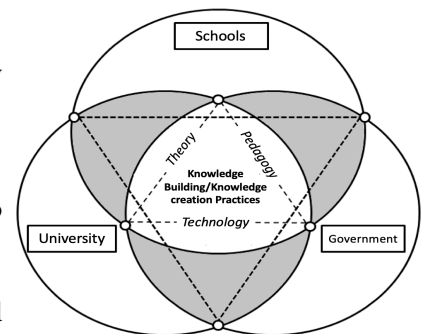 Schools
Theory
Pedagogy
Knowledge
Building/Knowledge
creation Practices
Technology
University
Government